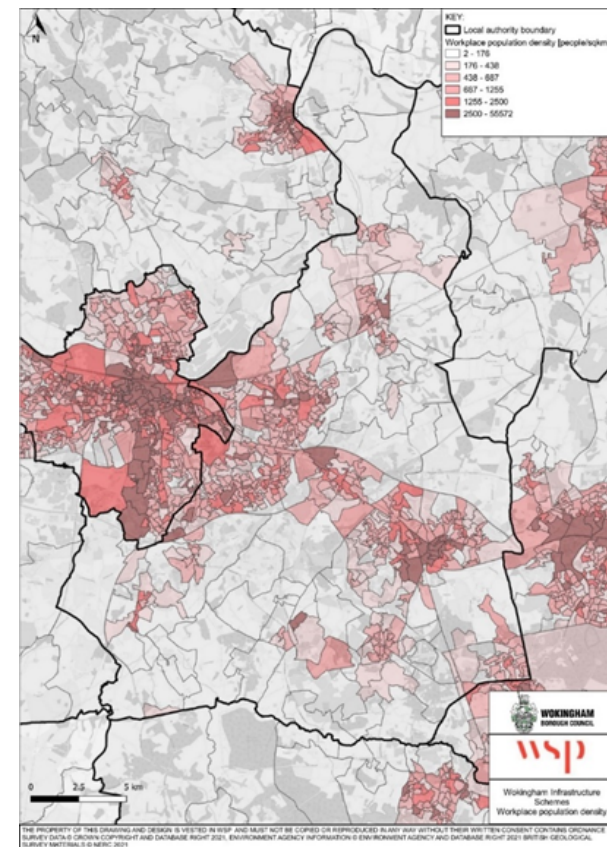 N
KEY:
Local authority boundary
Workplace population density [people/sqkm]
2 - 176
176 - 438
438 - 687
687 - 1255
1255 - 2500
2500 - 55572
0 2.5 5 km
WOKINGHAM
BOROUGH COUNCIL
wsp
Wokingham Infrastructure
Schemes
Workplace population density
THE PROPERTY OF THIS DRAWING AND DESIGN IS VESTED IN WSP AND MUST NOT BE COPIED OR REPRODUCED IN ANY WAY WITHOUT THEIR WRITTEN CONSENT CONTAINS ORDNANCE
SURVEY DATA © CROWN COPYRIGHT AND DATABASE RIGHT 2021, ENVIRONMENT AGENCY INFORMATION © ENVIRONMENT AGENCY AND DATABASE RIGHT 2021 BRITISH GEOLOGICAL
SURVEY MATERIALS © NERC 2021